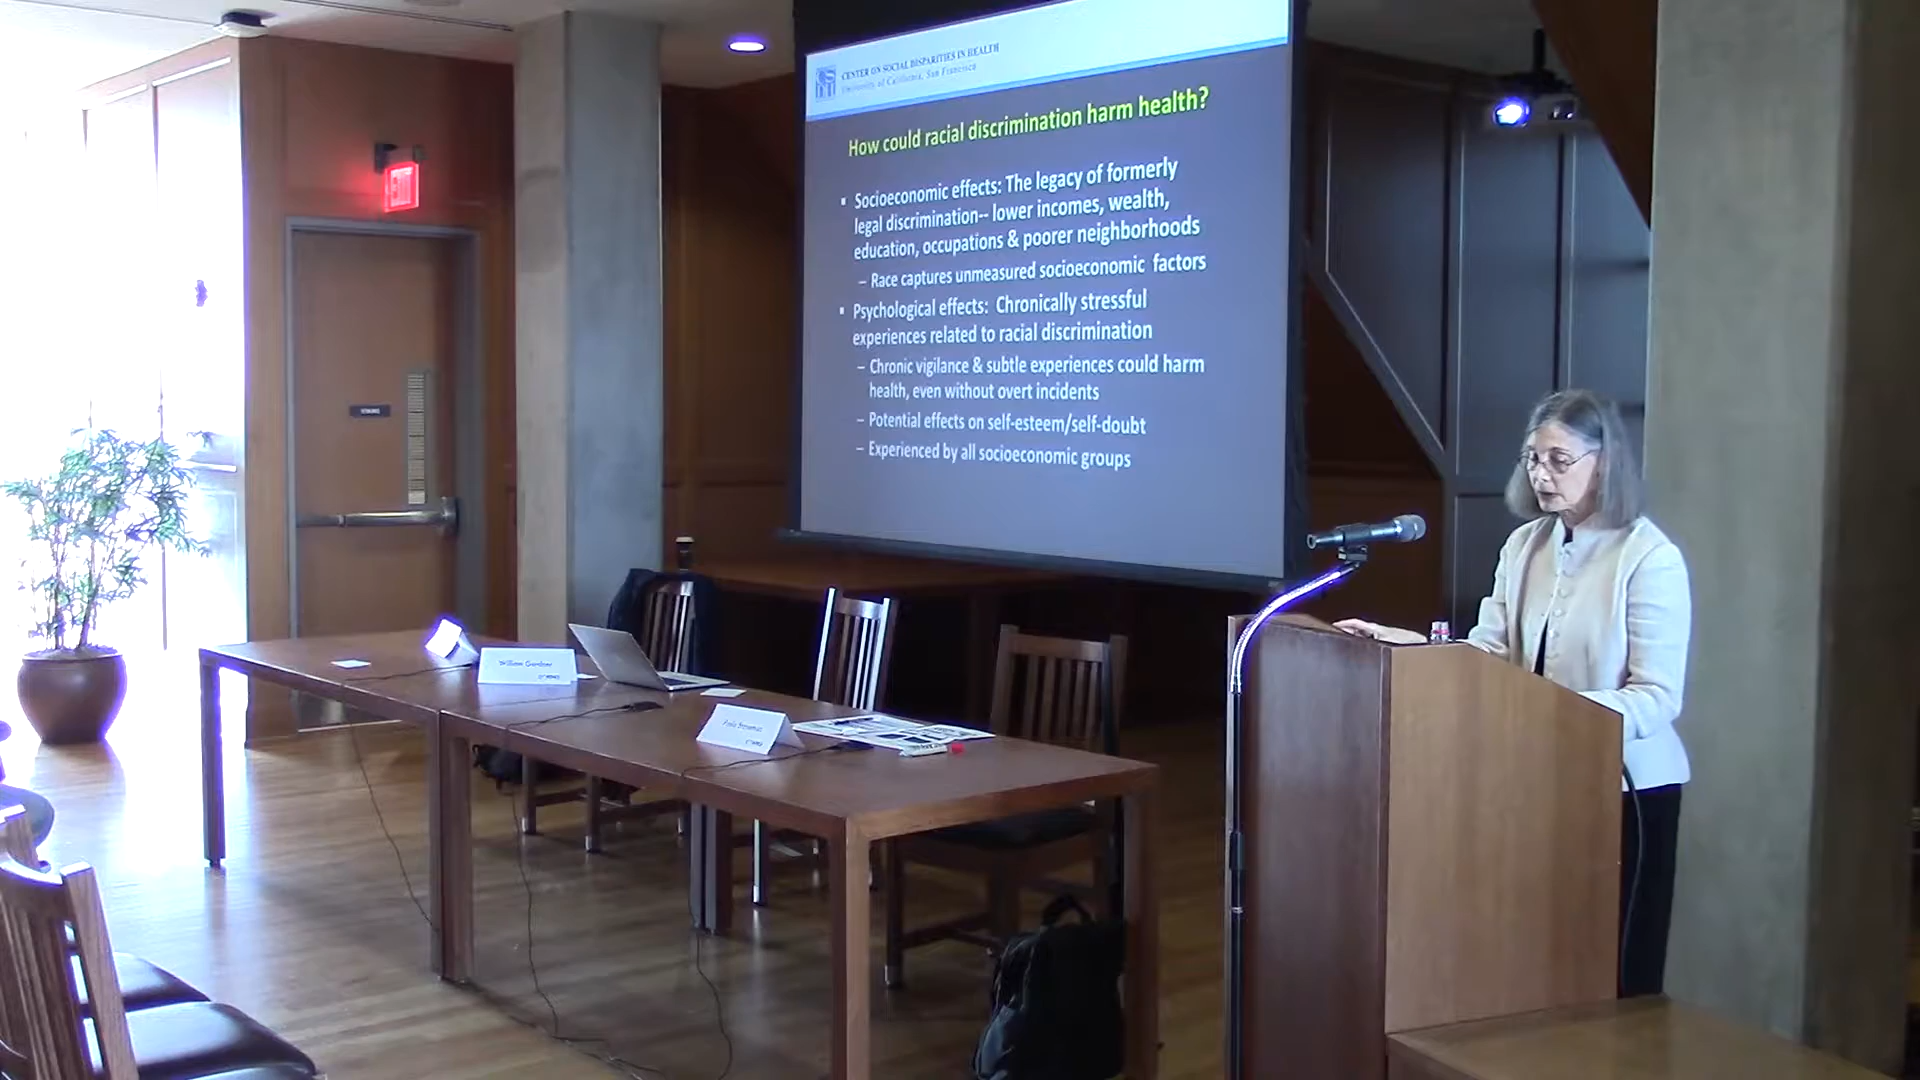 CENTER ON SOCIAL DISPARITIES IN HEALTH
University of California, San Francisco
How could racial discrimination harm health?
▪ Socioeconomic effects: The legacy of formerly
legal discrimination-- lower incomes, wealth,
education, occupations & poorer neighborhoods
– Race captures unmeasured socioeconomic factors
▪ Psychological effects: Chronically stressful
experiences related to racial discrimination
– Chronic vigilance & subtle experiences could harm
health, even without overt incidents
– Potential effects on self-esteem/self-doubt
– Experienced by all socioeconomic groups
EXIT
William Gardner